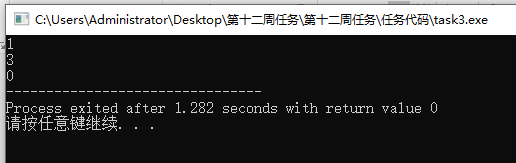 C:\Users\Administrator\Desktop\第十二周任务\第十二周任务\任务代码\task3.exe
1
3
0
--------------------------------
Process exited after 1.282 seconds with return value 0
请按任意键继续. . .